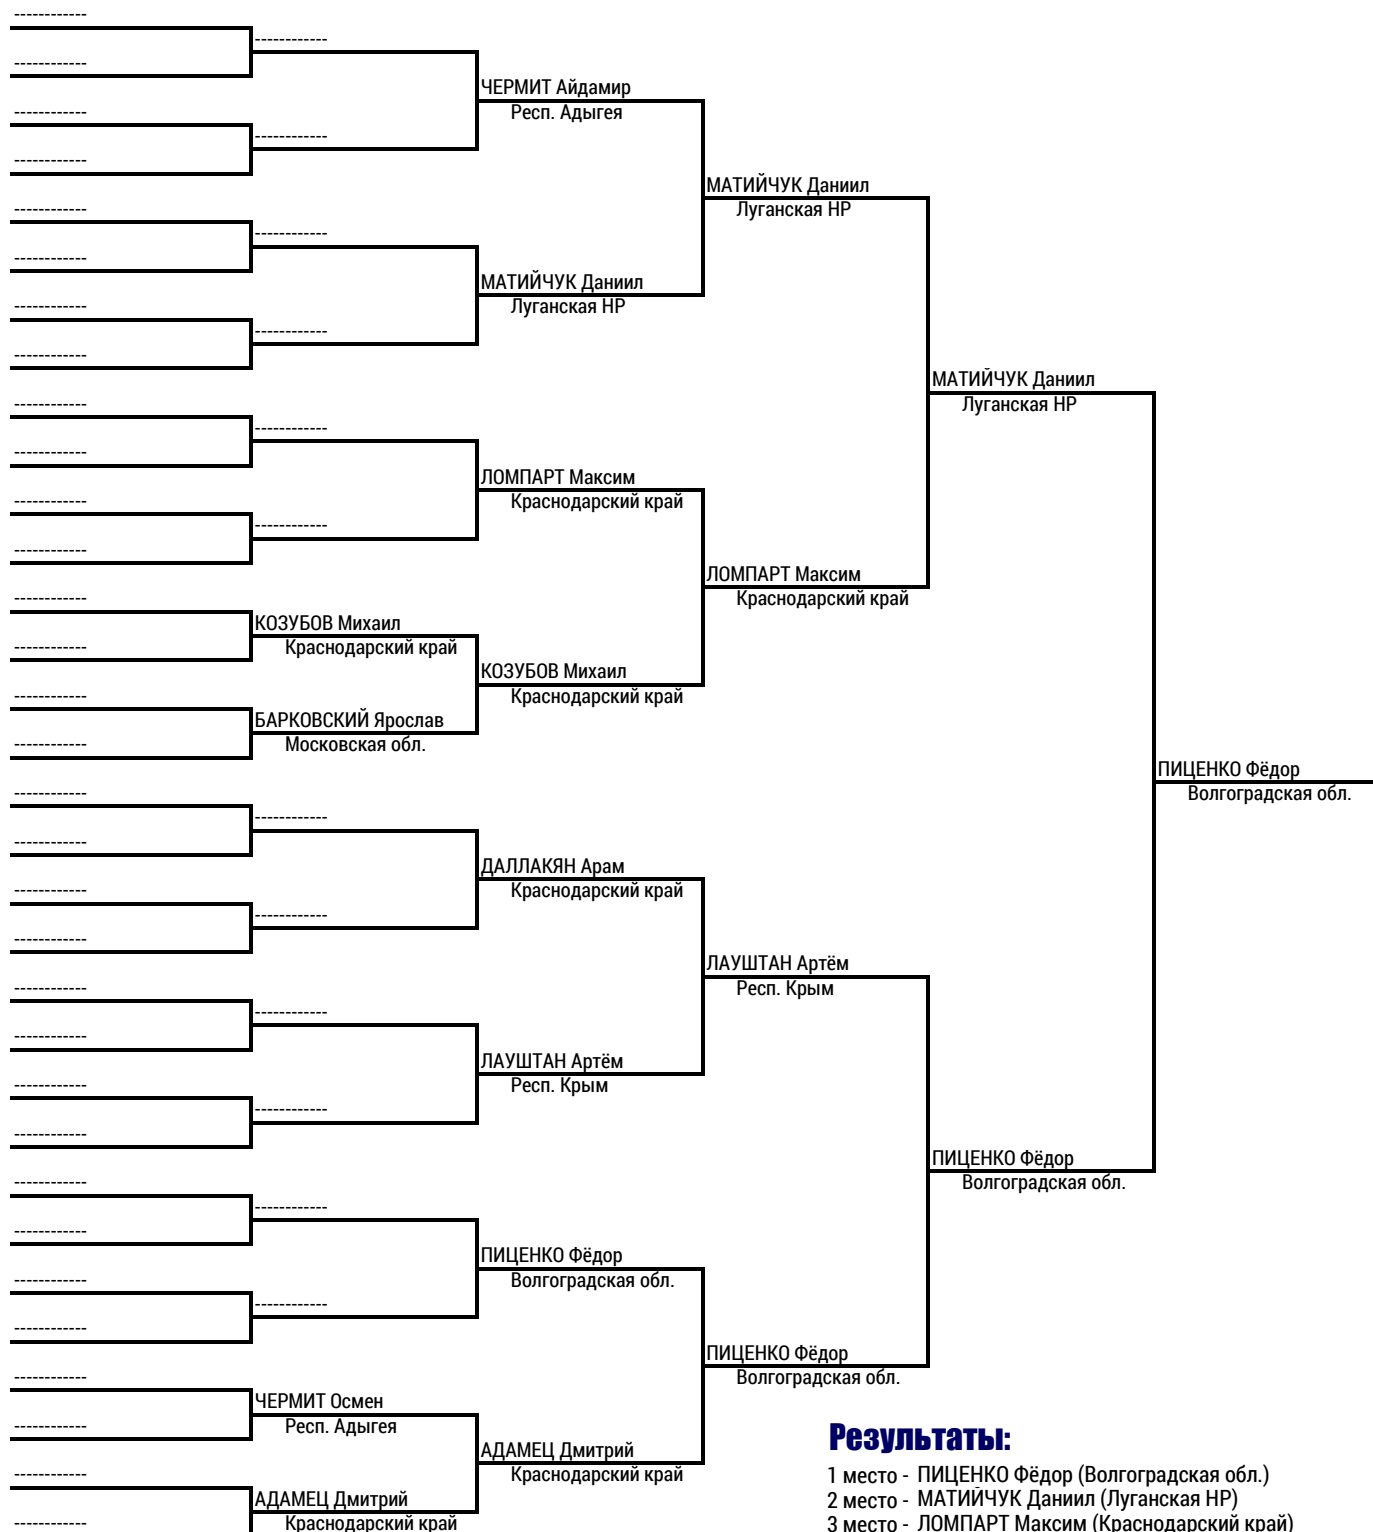 ------------
------------
------------
ЧЕРМИТ Айдамир
------------
Респ. Адыгея
------------
------------
МАТИЙЧУК Даниил
------------
Луганская НР
------------
------------
МАТИЙЧУК Даниил
------------
Луганская НР
------------
------------
МАТИЙЧУК Даниил
------------
Луганская НР
------------
------------
ЛОМПАРТ Максим
------------
Краснодарский край
------------
------------
ЛОМПАРТ Максим
------------
Краснодарский край
КОЗУБОВ Михаил
------------
Краснодарский край
КОЗУБОВ Михаил
------------
Краснодарский край
БАРКОВСКИЙ Ярослав
------------
Московская обл.
ПИЦЕНКО Фёдор
------------
Волгоградская обл.
------------
------------
ДАЛЛАКЯН Арам
------------
Краснодарский край
------------
------------
ЛАУШТАН Артём
------------
Респ. Крым
------------
------------
ЛАУШТАН Артём
------------
Респ. Крым
------------
------------
ПИЦЕНКО Фёдор
------------
Волгоградская обл.
------------
------------
ПИЦЕНКО Фёдор
------------
Волгоградская обл.
------------
------------
ПИЦЕНКО Фёдор
------------
Волгоградская обл.
ЧЕРМИТ Осмен
------------
Респ. Адыгея
Результаты:
АДАМЕЦ Дмитрий
------------
Краснодарский край
1 место - ПИЦЕНКО Фёдор (Волгоградская обл.)
АДАМЕЦ Дмитрий
2 место - МАТИЙЧУК Даниил (Луганская НР)
------------
Краснодарский край
3 место - ЛОМПАРТ Максим (Краснодарский край)